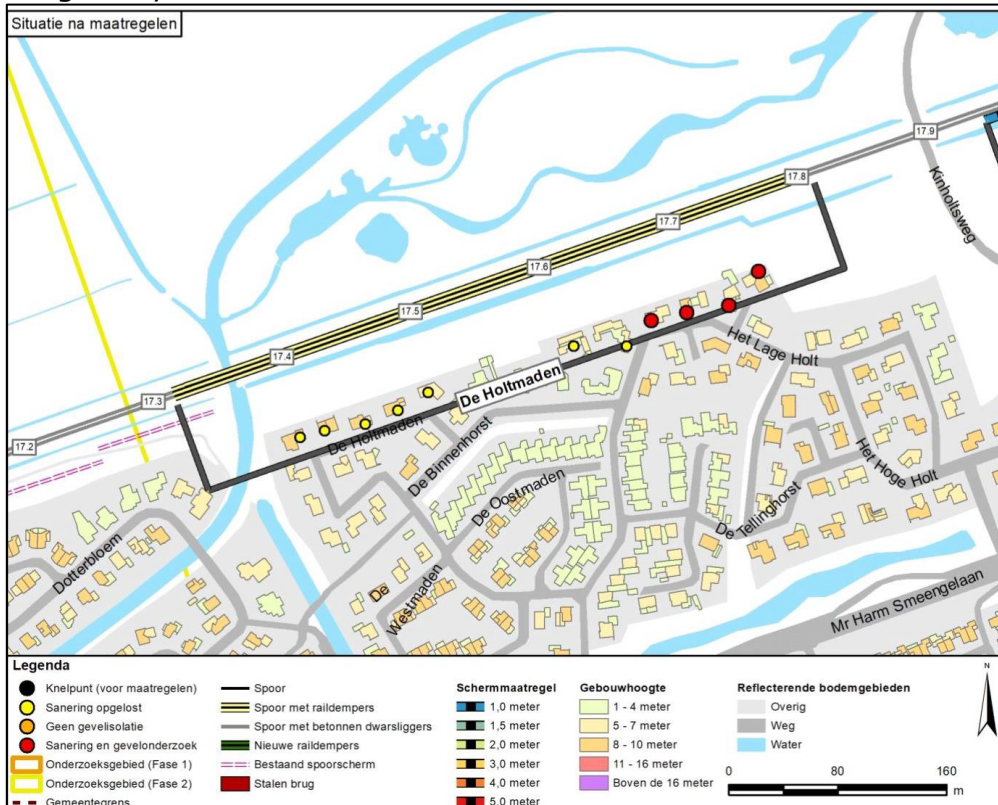 Situatie na maatregelen
17.9
17.8
Kinholtsweg
17.7
17.6
17.5
17.4
17.3
17.2
De Holtmaden
Het Lage Holt
De Holtmaden
De Binnenhorst
De Oostmaden
Het Hoge Holt
De Tellinghorst
Dotterbloem
De Westmaden
Mr Harm Smeengelaan
Legenda
Knelpunt (voor maatregelen)
Sanering opgelost
Geen gevelisolatie
Sanering en gevelonderzoek
Onderzoeksgebied (Fase 1)
Onderzoeksgebied (Fase 2)
Gemeentegrens
Spoor
Spoor met raildempers
Spoor met betonnen dwarsliggers
Nieuwe raildempers
Bestaand spoorscherm
Stalen brug
Schermmaatregel
1,0 meter
1,5 meter
2,0 meter
3,0 meter
4,0 meter
5,0 meter
Gebouwhoogte
1 - 4 meter
5 - 7 meter
8 - 10 meter
11 - 16 meter
Boven de 16 meter
Reflecterende bodemgebieden
Overig
Weg
Water
N
0 80 160
m